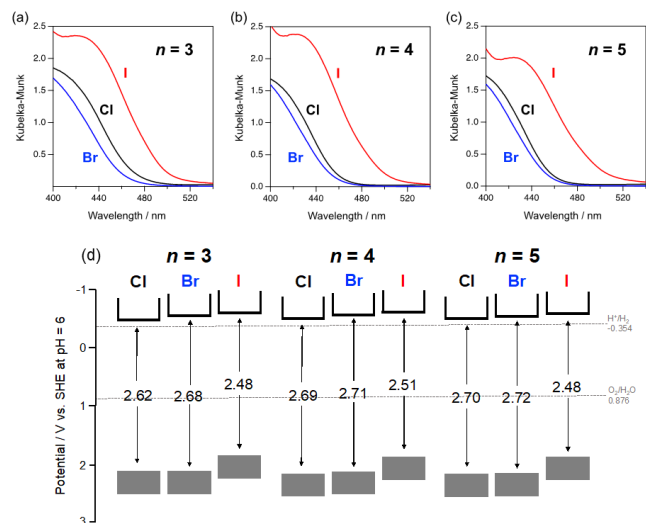 (a)
2.5
2.0
1.5
1.0
0.5
Kubelka-Munk
n = 3
I
Cl
Br
400 440 480 520
Wavelength / nm
(b)
2.5
2.0
1.5
1.0
0.5
0.0
Kubelka-Munk
n = 4
I
Cl
Br
400 440 480 520
Wavelength / nm
(c)
2.5
2.0
1.5
1.0
0.5
0.0
Kubelka-Munk
n = 5
I
Cl
Br
400 440 480 520
Wavelength / nm
(d)
n = 3 n = 4 n = 5
Cl Br I Cl Br I Cl Br I
-1
0
1
2
3
Potential / V vs. SHE at pH = 6
H⁺/H₂
-0.354
2.62 2.68 2.48 2.69 2.71 2.51 2.70 2.72 2.48
O₂/H₂O
0.876